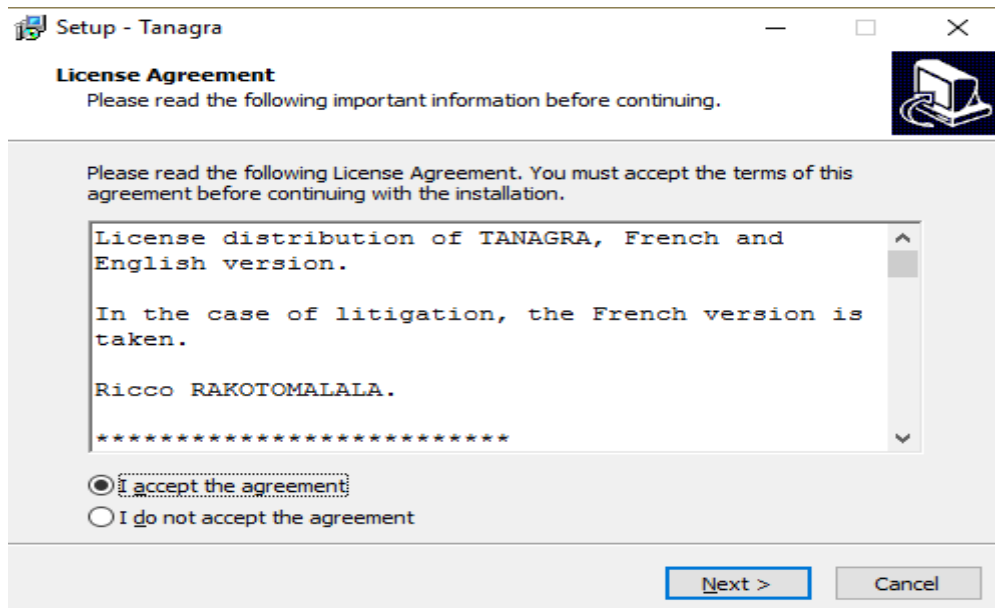 Setup - Tanagra
License Agreement
Please read the following important information before continuing.
Please read the following License Agreement. You must accept the terms of this
agreement before continuing with the installation.
License distribution of TANAGRA, French and
English version.
In the case of litigation, the French version is
taken.
Ricco RAKOTOMALALA.
**************************
I accept the agreement
I do not accept the agreement
Next >
Cancel